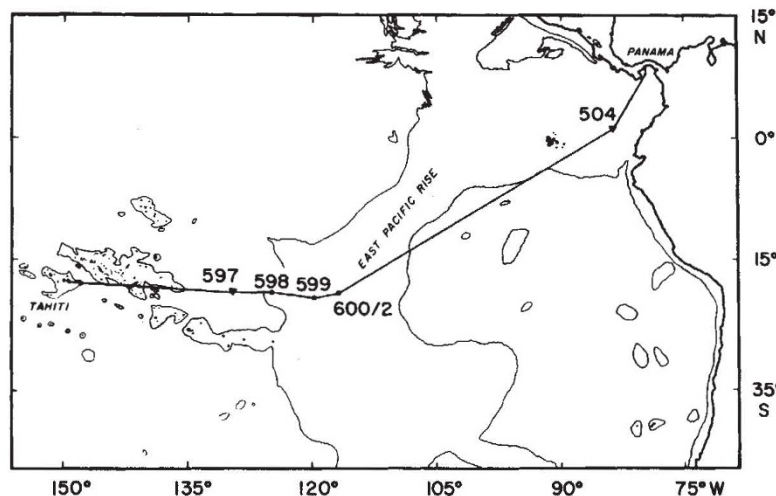 15°
N
PANAMA
504
0°
EAST PACIFIC RISE
15°
597 598 599
600/2
TAHITI
35°
S
150° 135° 120° 105° 90° 75°W